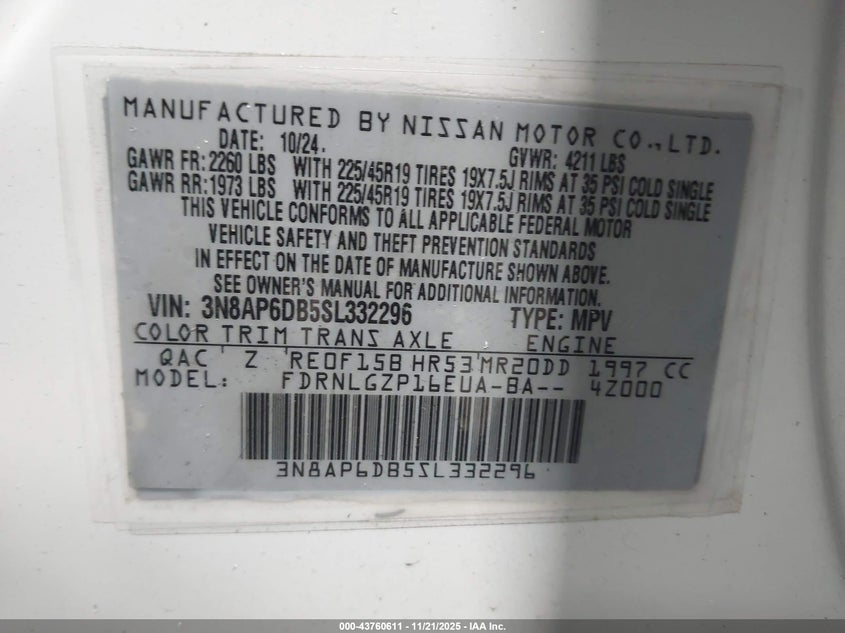 MANUFACTURED BY NISSAN MOTOR CO.,LTD.
DATE: 10/24. GVWR: 4211 LBS
GAWR FR: 2260 LBS WITH 225/45R19 TIRES 19X7.5J RIMS AT 35 PSI COLD SINGLE
GAWR RR: 1973 LBS WITH 225/45R19 TIRES 19X7.5J RIMS AT 35 PSI COLD SINGLE
THIS VEHICLE CONFORMS TO ALL APPLICABLE FEDERAL MOTOR
VEHICLE SAFETY AND THEFT PREVENTION STANDARDS
IN EFFECT ON THE DATE OF MANUFACTURE SHOWN ABOVE.
SEE OWNER'S MANUAL FOR ADDITIONAL INFORMATION.
VIN: 3N8AP6DB5SL332296 TYPE: MPV
COLOR TRIM TRANS AXLE ENGINE
QAC Z RE0F15B HR53 MR20DD 1997 CC
MODEL: FDRNLGZP16EUA-BA-- 4Z000
3N8AP6DB5SL332296
000-43760611 - 11/21/2025 - IAA Inc.